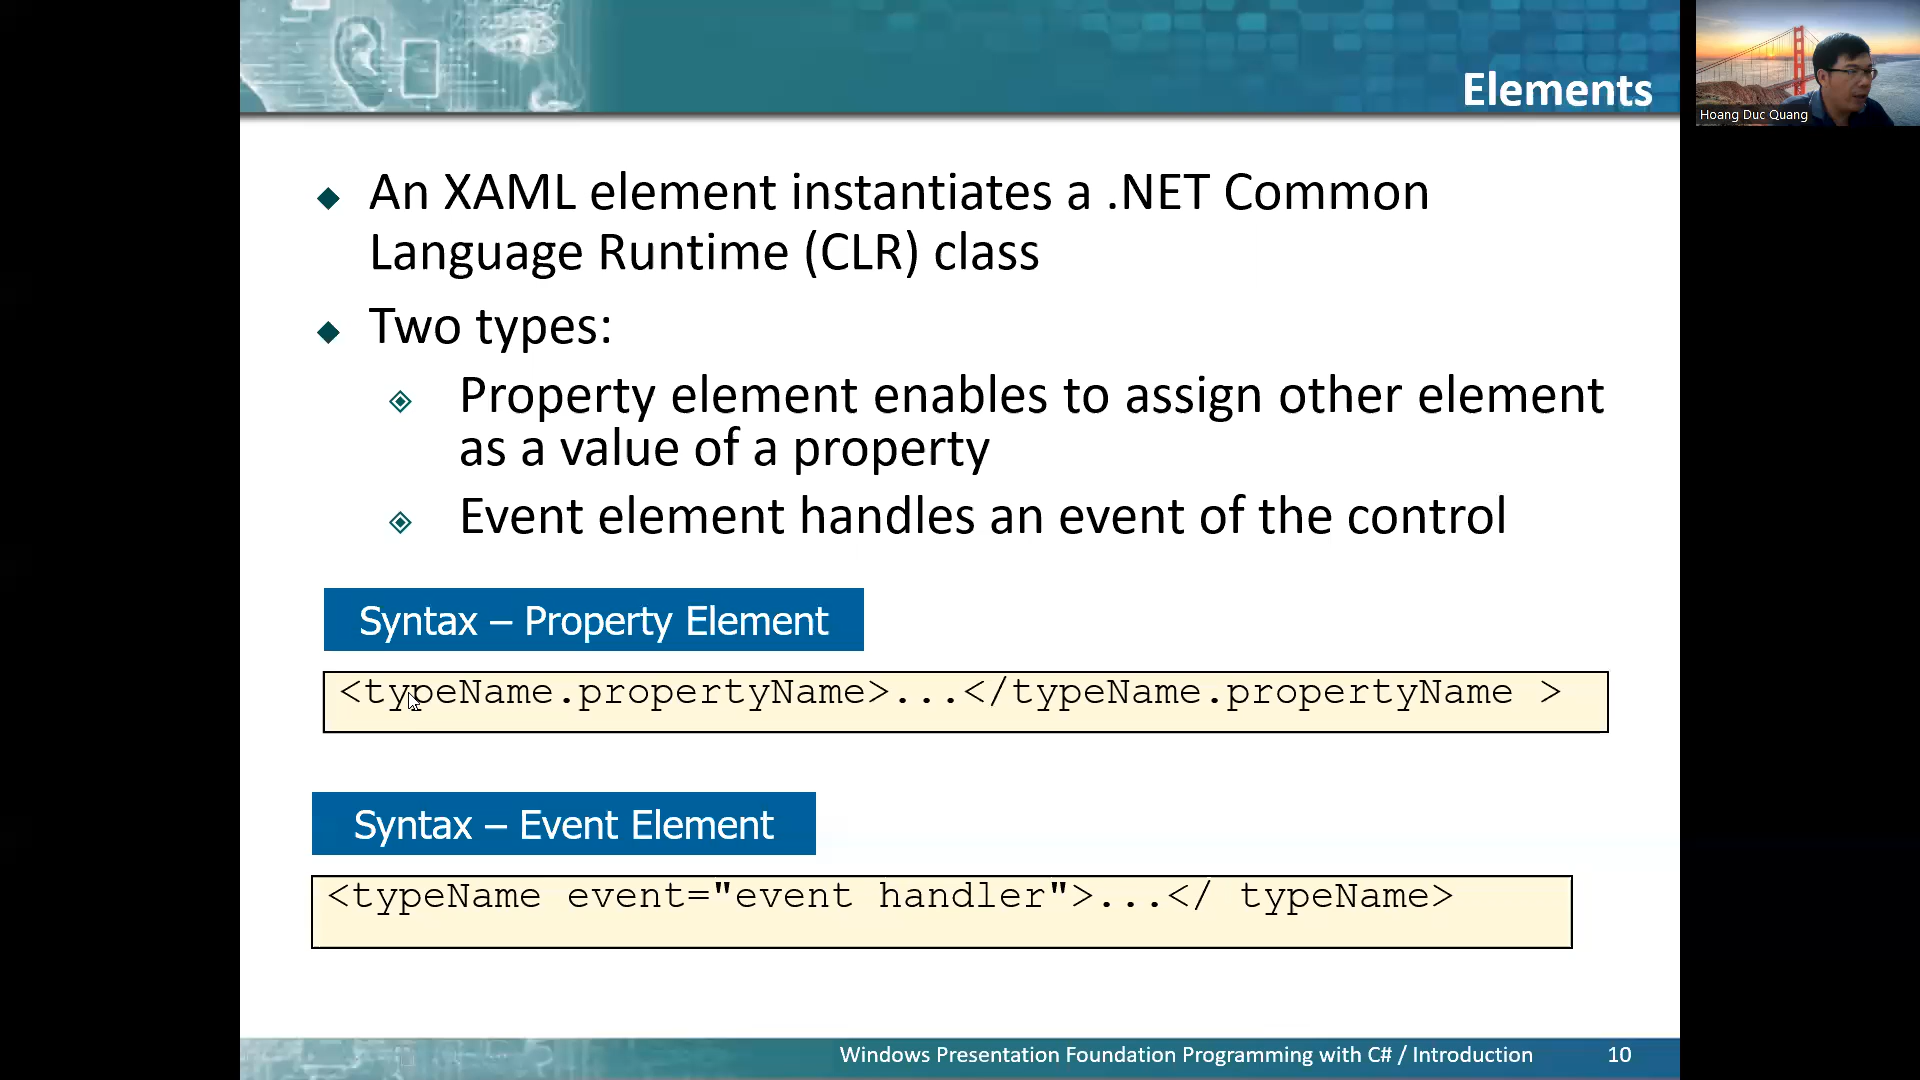 Elements
Hoang Duc Quang
An XAML element instantiates a .NET Common
Language Runtime (CLR) class
Two types:
Property element enables to assign other element
as a value of a property
Event element handles an event of the control
Syntax – Property Element
<typeName.propertyName>...</typeName.propertyName >
Syntax – Event Element
<typeName event="event handler">...</ typeName>
Windows Presentation Foundation Programming with C# / Introduction 10